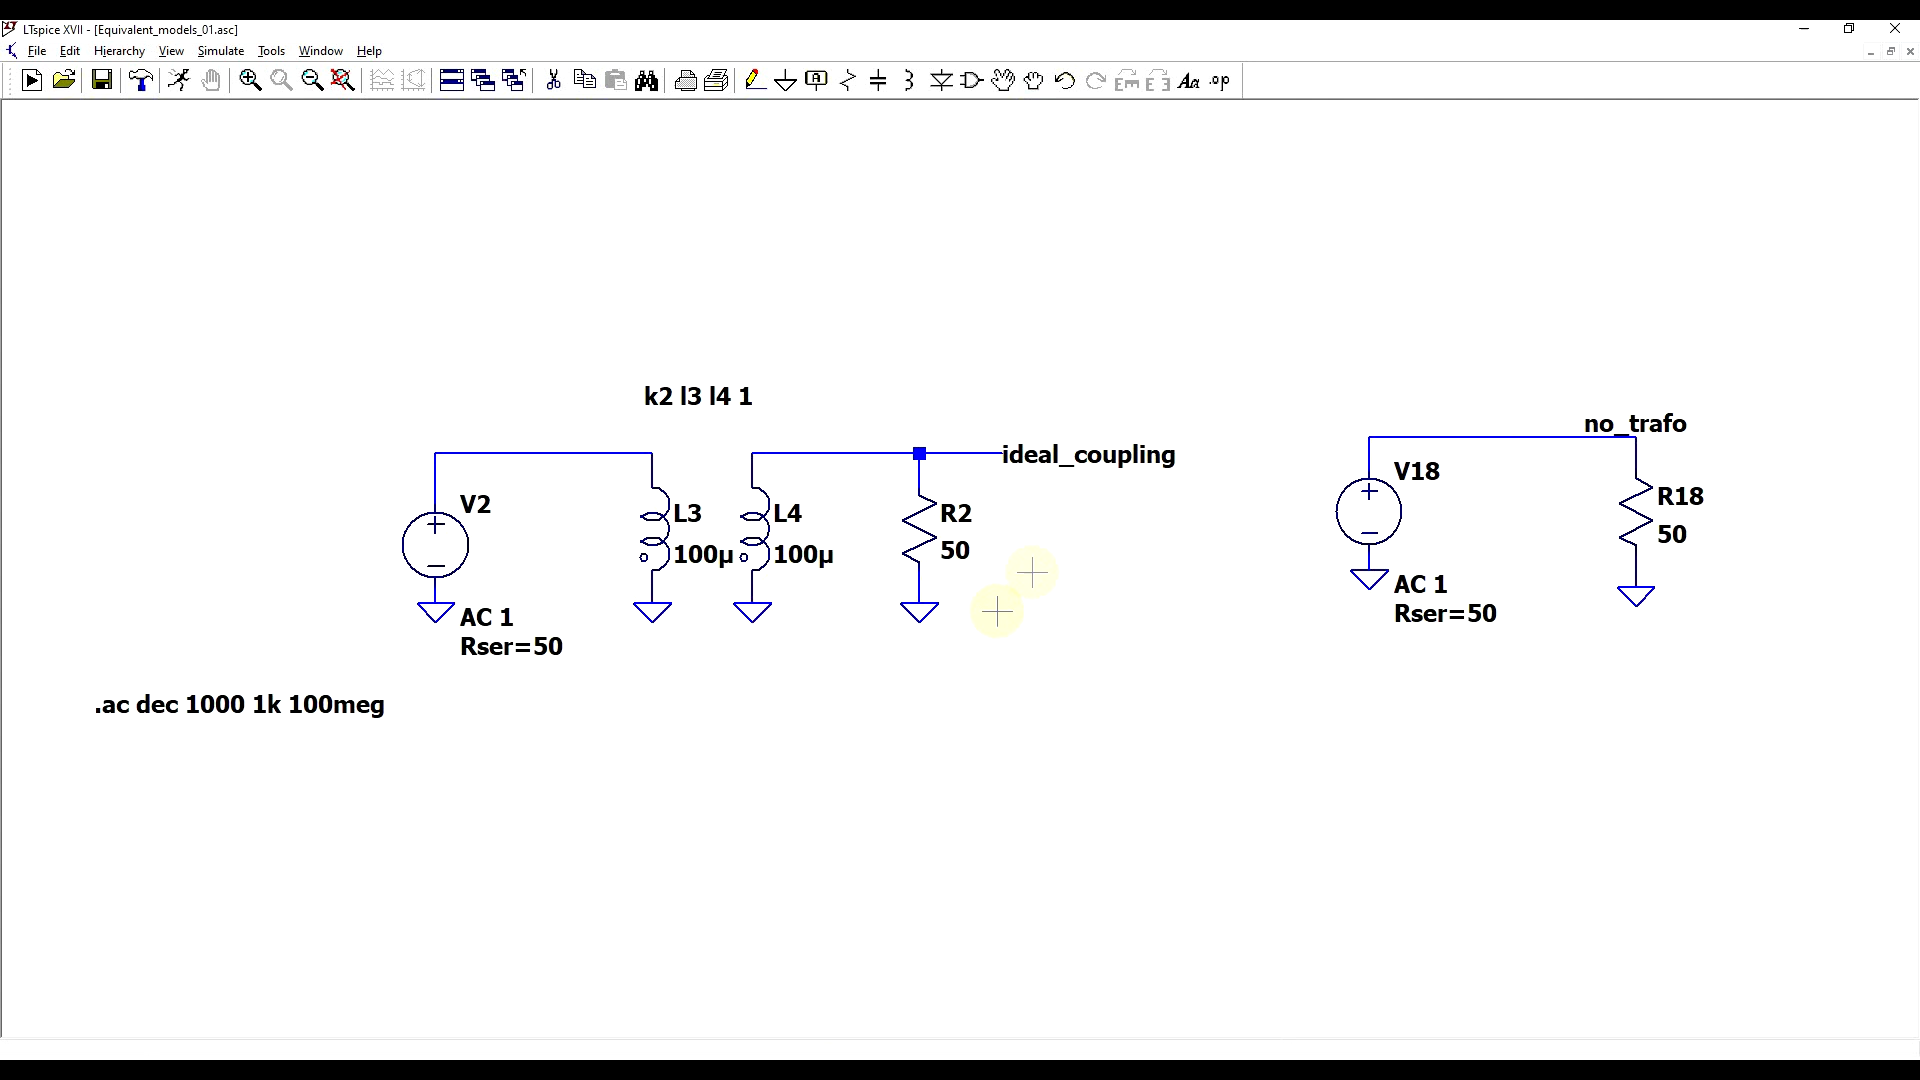 LTspice XVII - [Equivalent_models_01.asc]
File Edit Hierarchy View Simulate Tools Window Help
A Aa .op
k2 l3 l4 1
ideal_coupling
no_trafo
V2
L3
100µ
L4
100µ
R2
50
AC 1
Rser=50
V18
R18
50
AC 1
Rser=50
.ac dec 1000 1k 100meg